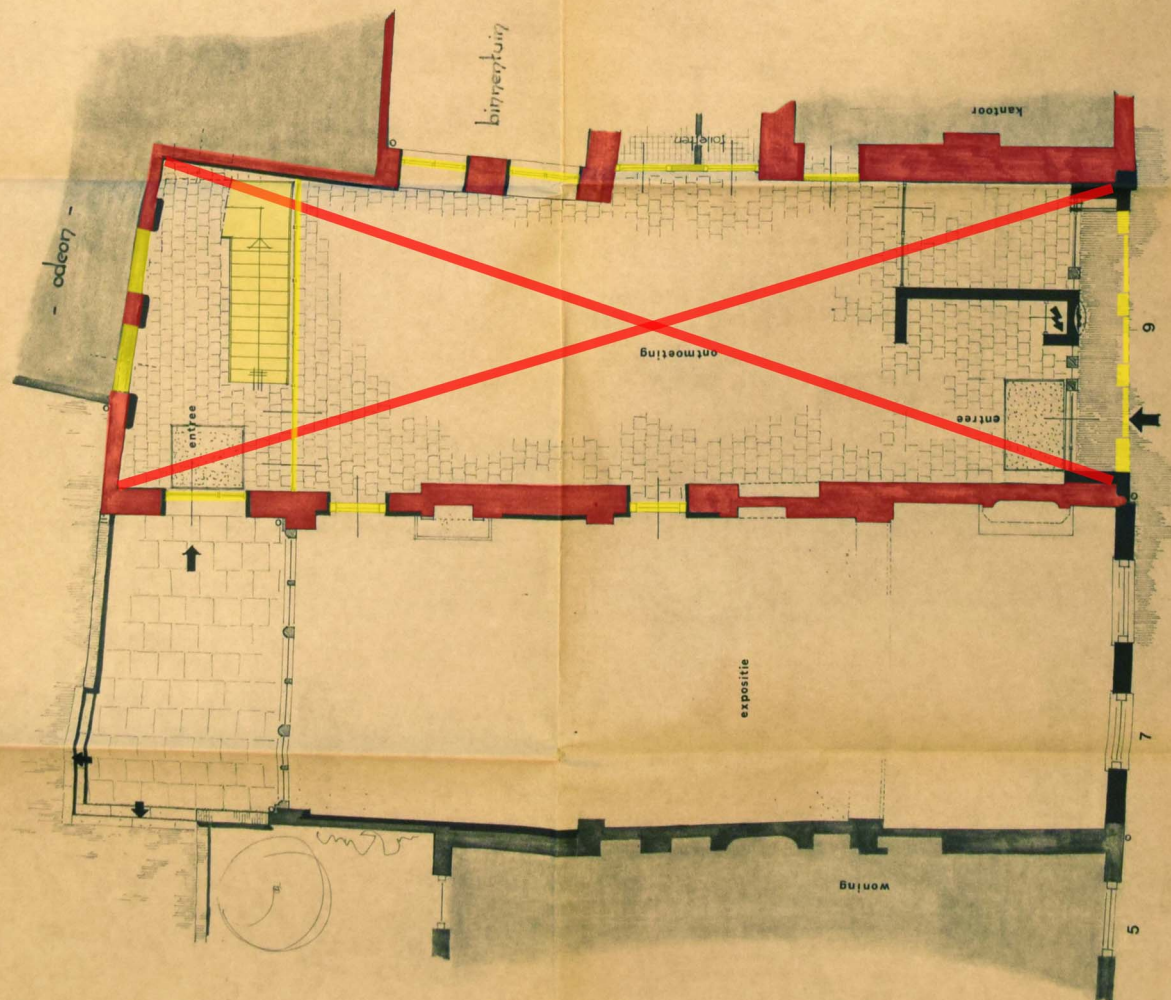 binnentuin
kantoor
toiletten
- odeon -
9
ontmoeting
entree
entree
expositie
7
woning
5